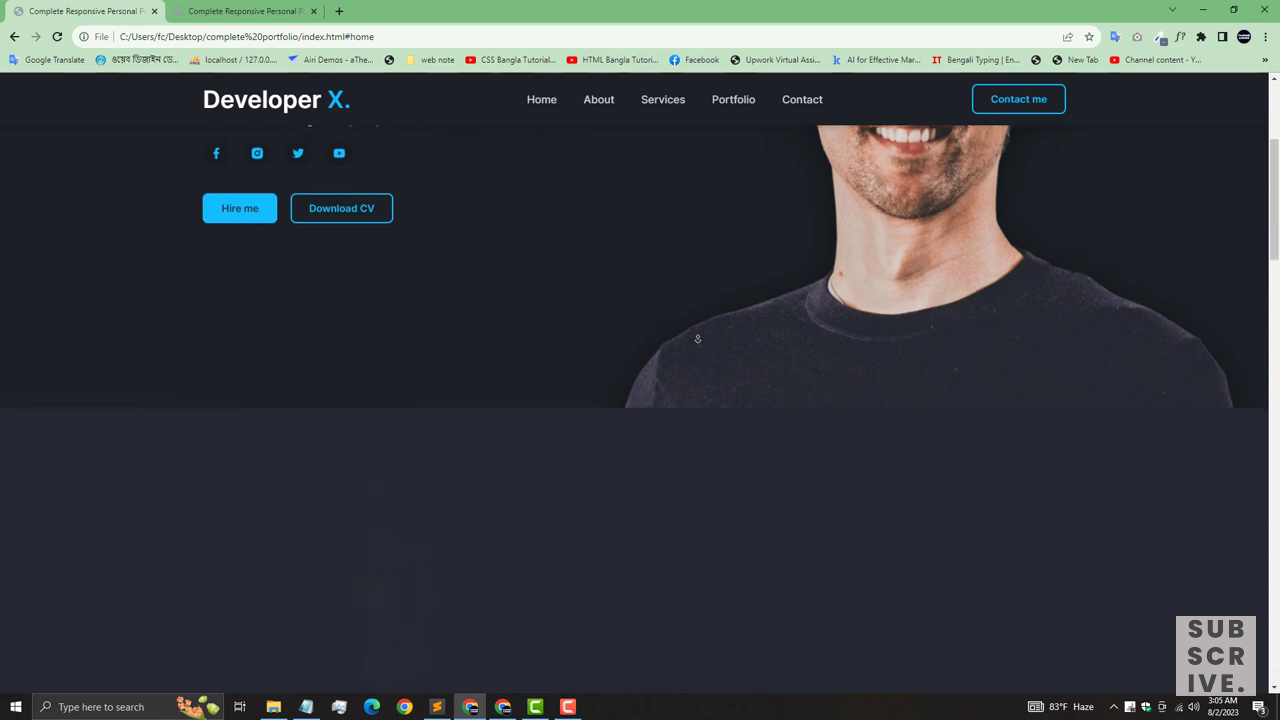 Complete Responsive Personal P
Complete Responsive Personal P
File
C:/Users/fc/Desktop/complete%20portfolio/index.html#home
Google Translate
ওয়েব ডিজাইন ডে...
localhost / 127.0.0....
Airi Demos - aThe...
web note
CSS Bangla Tutorial...
HTML Bangla Tutori...
Facebook
Upwork Virtual Assi...
AI for Effective Mar...
Bengali Typing | En...
New Tab
Channel content - Y...
Developer X.
Home
About
Services
Portfolio
Contact
Contact me
Hire me
Download CV
SUB
SCR
IVE.
Type here to search
83°F Haze
3:05 AM
8/2/2023